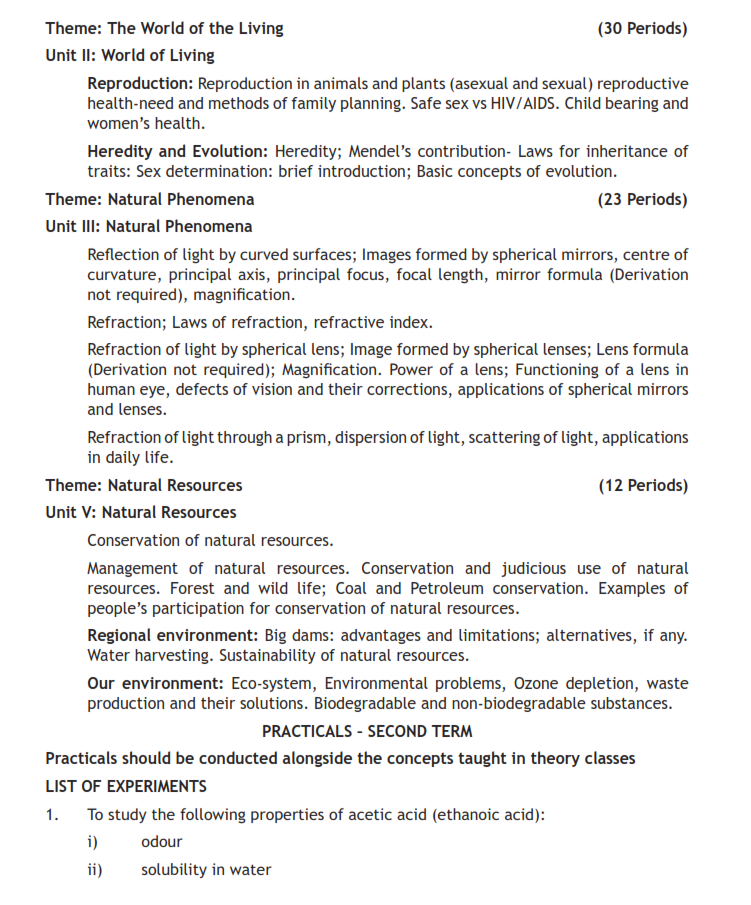 Theme: The World of the Living (30 Periods)
Unit II: World of Living
Reproduction: Reproduction in animals and plants (asexual and sexual) reproductive
health-need and methods of family planning. Safe sex vs HIV/AIDS. Child bearing and
women's health.
Heredity and Evolution: Heredity; Mendel's contribution- Laws for inheritance of
traits: Sex determination: brief introduction; Basic concepts of evolution.
Theme: Natural Phenomena (23 Periods)
Unit III: Natural Phenomena
Reflection of light by curved surfaces; Images formed by spherical mirrors, centre of
curvature, principal axis, principal focus, focal length, mirror formula (Derivation
not required), magnification.
Refraction; Laws of refraction, refractive index.
Refraction of light by spherical lens; Image formed by spherical lenses; Lens formula
(Derivation not required); Magnification. Power of a lens; Functioning of a lens in
human eye, defects of vision and their corrections, applications of spherical mirrors
and lenses.
Refraction of light through a prism, dispersion of light, scattering of light, applications
in daily life.
Theme: Natural Resources (12 Periods)
Unit V: Natural Resources
Conservation of natural resources.
Management of natural resources. Conservation and judicious use of natural
resources. Forest and wild life; Coal and Petroleum conservation. Examples of
people's participation for conservation of natural resources.
Regional environment: Big dams: advantages and limitations; alternatives, if any.
Water harvesting. Sustainability of natural resources.
Our environment: Eco-system, Environmental problems, Ozone depletion, waste
production and their solutions. Biodegradable and non-biodegradable substances.
PRACTICALS - SECOND TERM
Practicals should be conducted alongside the concepts taught in theory classes
LIST OF EXPERIMENTS
1. To study the following properties of acetic acid (ethanoic acid):
i) odour
ii) solubility in water